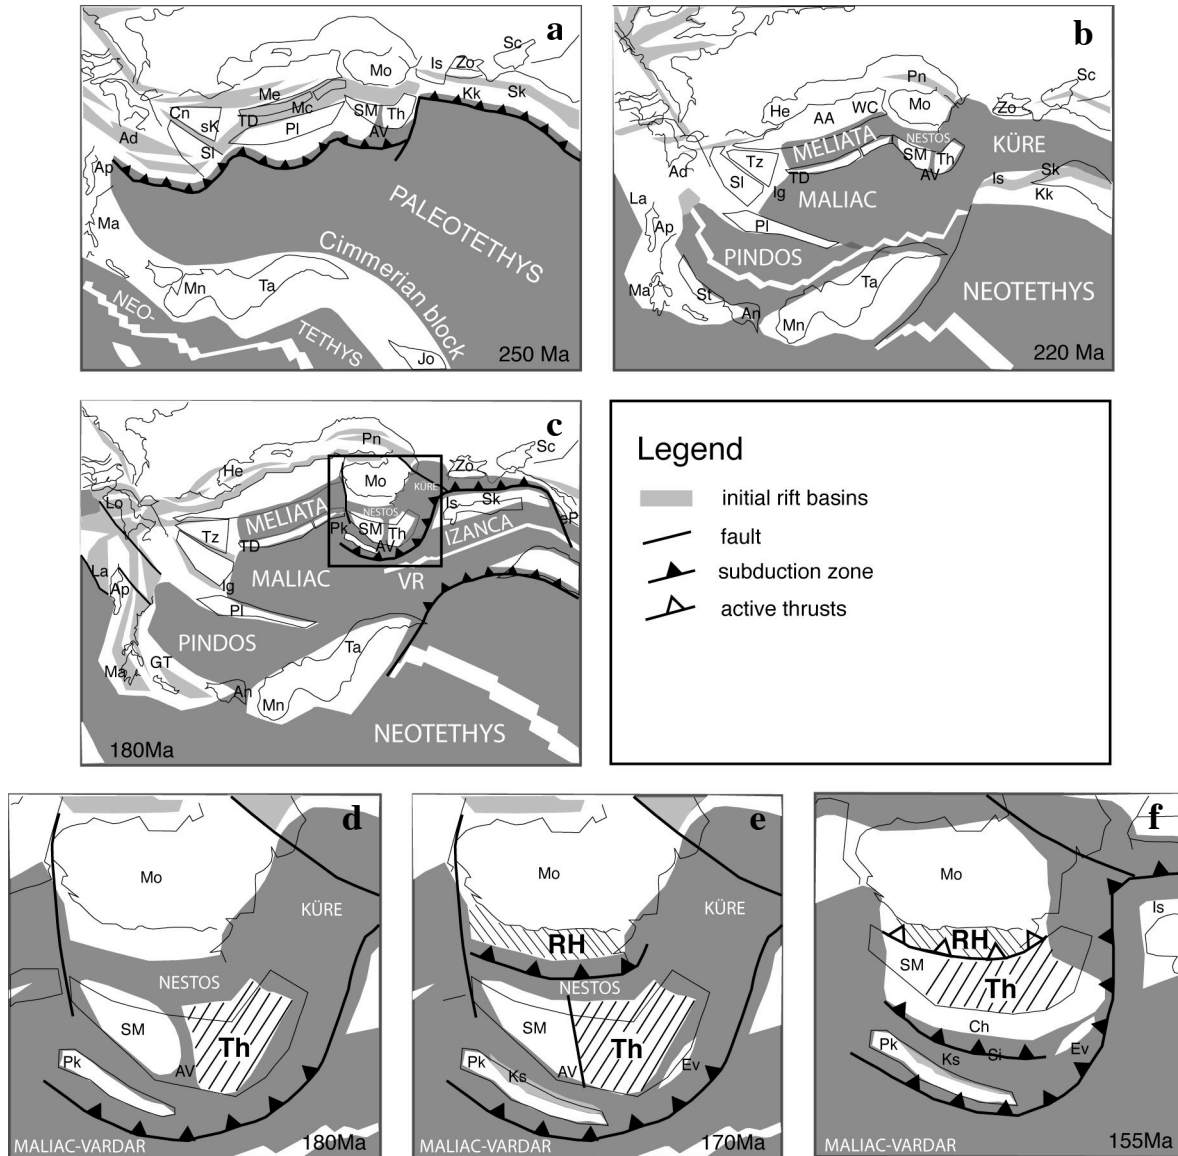 a
Sc
Is
Zo
Mo
Sk
Kk
Me
Mc
Cn
TD
SM
Th
sK
Pl
AV
Ad
Sl
Ap
PALEOTETHYS
Ma
Cimmerian block
Mn
Ta
NEO-
TETHYS
Jo
250 Ma
b
Sc
Pn
Zo
Mo
He
AA
WC
NESTOS
KÜRE
MELIATA
SM
Th
Tz
Ad
Sl
TD
AV
Is
Sk
Ig
MALIAC
Kk
La
Ap
Pl
PINDOS
Ta
Ma
St
NEOTETHYS
An
Mn
220 Ma
c
Pn
Sc
He
Zo
Mo
KÜRE
Lo
Is
Sk
MELIATA
NESTOS
eP
Tz
Pk
SM
Th
IZANCA
TD
AV
La
MALIAC
VR
Ap
Ig
Pl
PINDOS
Ta
GT
Ma
An
Mn
NEOTETHYS
180Ma
Legend
initial rift basins
fault
subduction zone
active thrusts
d
Mo
KÜRE
NESTOS
SM
Th
Pk
AV
MALIAC-VARDAR
180Ma
e
Mo
KÜRE
RH
NESTOS
SM
Th
Pk
Ks
AV
Ev
MALIAC-VARDAR
170Ma
f
Mo
Is
RH
SM
Th
Ch
Pk
Ks
Si
Ev
MALIAC-VARDAR
155Ma